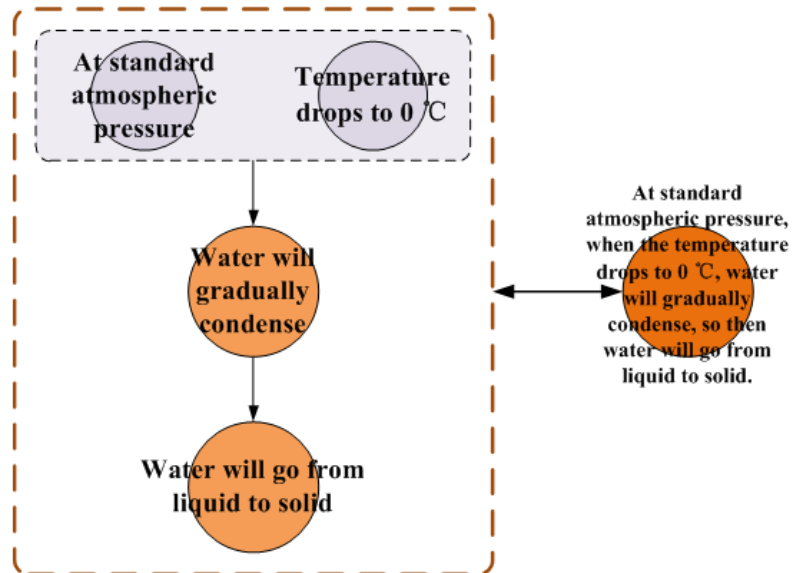 At standard
atmospheric
pressure
Temperature
drops to 0 ℃
Water will
gradually
condense
Water will go from
liquid to solid
At standard
atmospheric pressure,
when the temperature
drops to 0 ℃, water
will gradually
condense, so then
water will go from
liquid to solid.